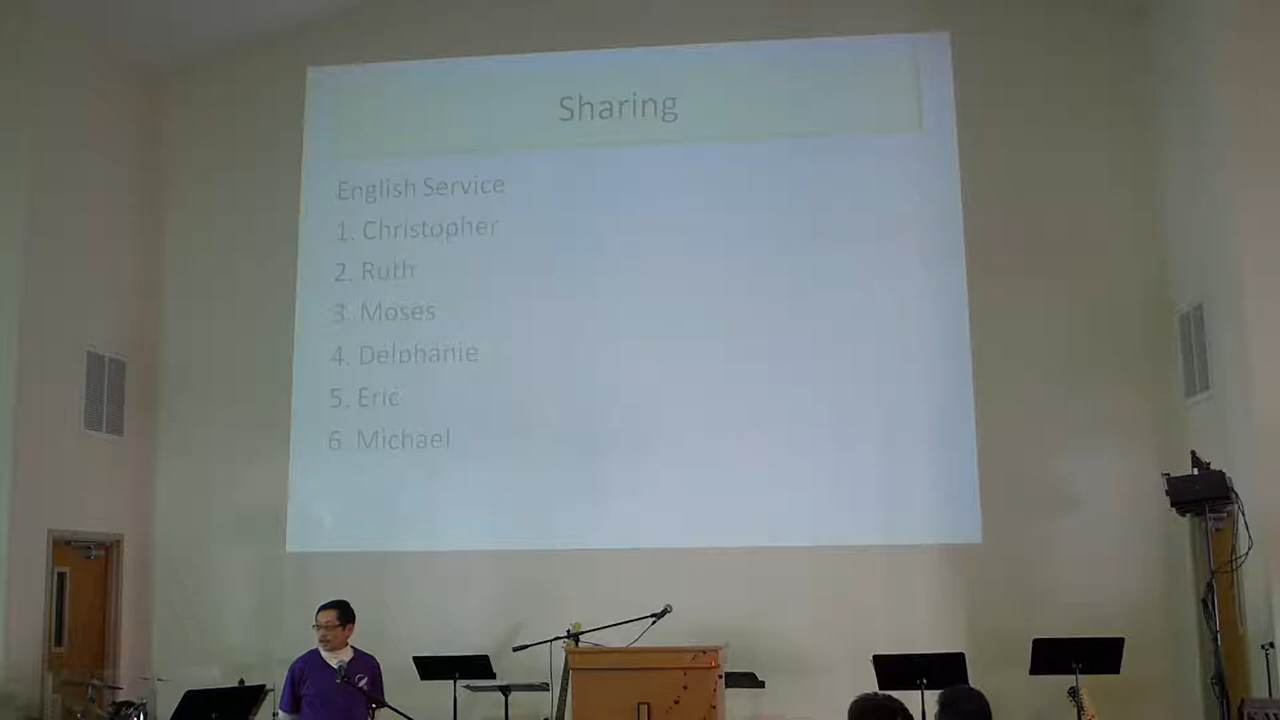 Sharing
English Service
1. Christopher
2. Ruth
3. Moses
4. Delphanie
5. Eric
6 Michael